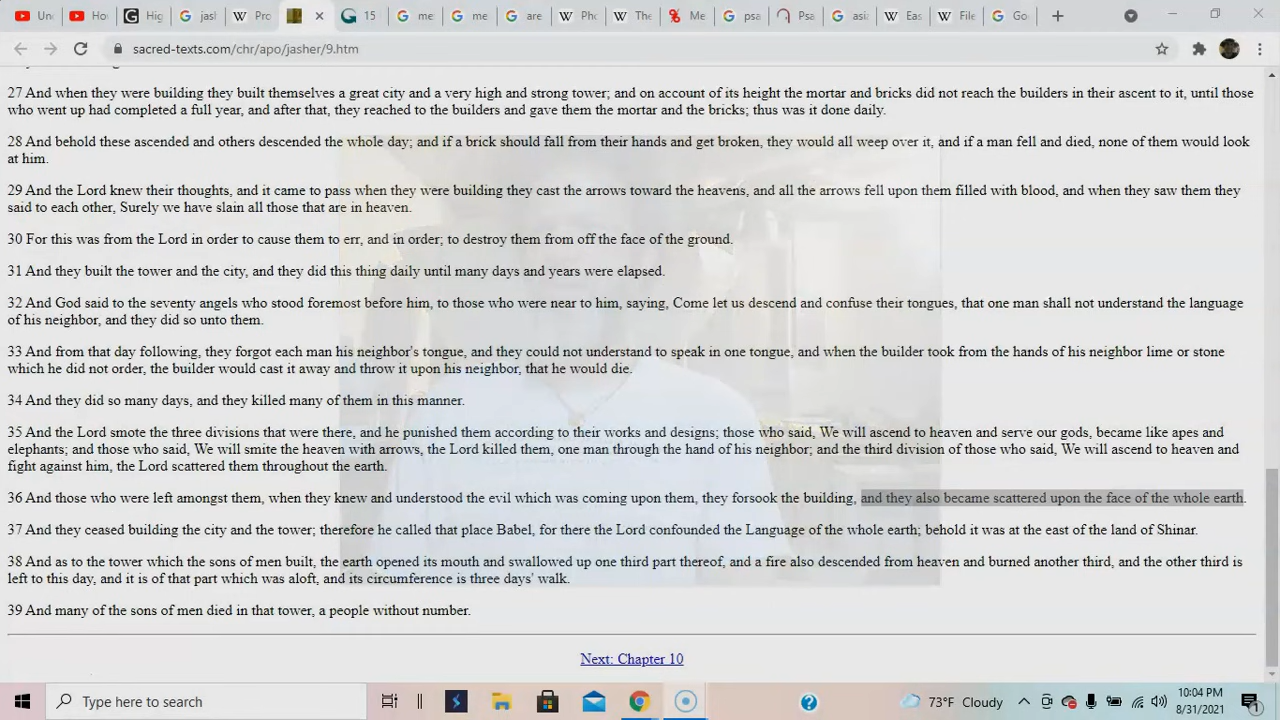 Un
Ho
Hig
jas
Pro
15
me
me
are
Pho
The
Me
psa
Psa
asia
Eas
File
Go
sacred-texts.com/chr/apo/jasher/9.htm
27 And when they were building they built themselves a great city and a very high and strong tower; and on account of its height the mortar and bricks did not reach the builders in their ascent to it, until those
who went up had completed a full year, and after that, they reached to the builders and gave them the mortar and the bricks; thus was it done daily.
28 And behold these ascended and others descended the whole day; and if a brick should fall from their hands and get broken, they would all weep over it, and if a man fell and died, none of them would look
at him.
29 And the Lord knew their thoughts, and it came to pass when they were building they cast the arrows toward the heavens, and all the arrows fell upon them filled with blood, and when they saw them they
said to each other, Surely we have slain all those that are in heaven.
30 For this was from the Lord in order to cause them to err, and in order; to destroy them from off the face of the ground.
31 And they built the tower and the city, and they did this thing daily until many days and years were elapsed.
32 And God said to the seventy angels who stood foremost before him, to those who were near to him, saying, Come let us descend and confuse their tongues, that one man shall not understand the language
of his neighbor, and they did so unto them.
33 And from that day following, they forgot each man his neighbor's tongue, and they could not understand to speak in one tongue, and when the builder took from the hands of his neighbor lime or stone
which he did not order, the builder would cast it away and throw it upon his neighbor, that he would die.
34 And they did so many days, and they killed many of them in this manner.
35 And the Lord smote the three divisions that were there, and he punished them according to their works and designs; those who said, We will ascend to heaven and serve our gods, became like apes and
elephants; and those who said, We will smite the heaven with arrows, the Lord killed them, one man through the hand of his neighbor; and the third division of those who said, We will ascend to heaven and
fight against him, the Lord scattered them throughout the earth.
36 And those who were left amongst them, when they knew and understood the evil which was coming upon them, they forsook the building, and they also became scattered upon the face of the whole earth.
37 And they ceased building the city and the tower; therefore he called that place Babel, for there the Lord confounded the Language of the whole earth; behold it was at the east of the land of Shinar.
38 And as to the tower which the sons of men built, the earth opened its mouth and swallowed up one third part thereof, and a fire also descended from heaven and burned another third, and the other third is
left to this day, and it is of that part which was aloft, and its circumference is three days' walk.
39 And many of the sons of men died in that tower, a people without number.
Next: Chapter 10
Type here to search
73°F Cloudy
10:04 PM
8/31/2021